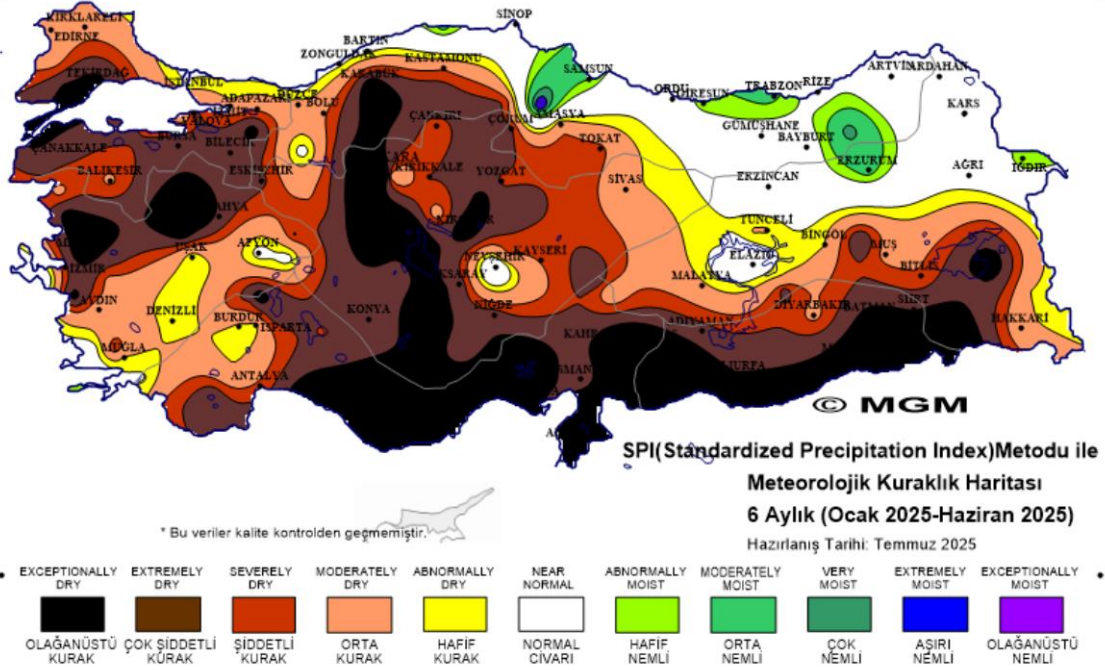 SİNOP
KIRKLARELİ
EDİRNE
BARTIN
ZONGULDAK
KASTAMONU
KARABÜK
TEKİRDAĞ
İSTANBUL
SAMSUN
ARTVİN
ARDAHAN
ORDU
GİRESUN
TRABZON
RİZE
ADAPAZARI
DÜZCE
BOLU
YALOVA
ÇANKIRI
ÇORUM
AMASYA
KARS
GÜMÜŞHANE
BAYBURT
TOKAT
ÇANAKKALE
BURSA
BİLECİK
BALIKESİR
ESKİŞEHİR
KIRIKKALE
YOZGAT
SİVAS
ERZİNCAN
ERZURUM
AĞRI
IĞDIR
UŞAK
AFYON
NEVŞEHİR
KAYSERİ
TUNCELİ
BİNGÖL
MUŞ
ELAZIĞ
BİTLİS
İZMİR
MALATYA
AYDIN
DENİZLİ
BURDUR
ISPARTA
KONYA
NİĞDE
DİYARBAKIR
SİİRT
ADIYAMAN
HAKKARİ
MUĞLA
ANTALYA
© MGM
SPI(Standardized Precipitation Index)Metodu ile
Meteorolojik Kuraklık Haritası
6 Aylık (Ocak 2025-Haziran 2025)
Hazırlanış Tarihi: Temmuz 2025
* Bu veriler kalite kontrolden geçmemiştir.
EXCEPTIONALLY DRY
EXTREMELY DRY
SEVERELY DRY
MODERATELY DRY
ABNORMALLY DRY
NEAR NORMAL
ABNORMALLY MOIST
MODERATELY MOIST
VERY MOIST
EXTREMELY MOIST
EXCEPTIONALLY MOIST
OLAĞANÜSTÜ KURAK
ÇOK ŞİDDETLİ KURAK
ŞİDDETLİ KURAK
ORTA KURAK
HAFİF KURAK
NORMAL CİVARI
HAFİF NEMLİ
ORTA NEMLİ
ÇOK NEMLİ
AŞIRI NEMLİ
OLAĞANÜSTÜ NEMLİ